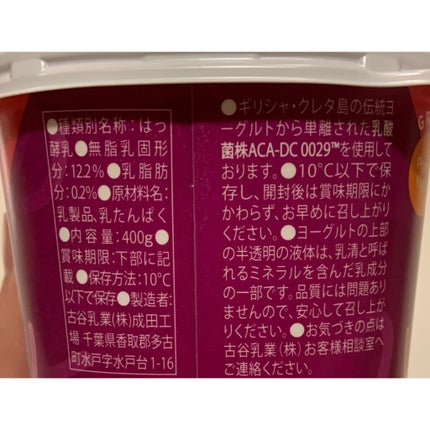 ●種類別名称：はっ
酵乳●無脂乳固形
分：12.2％●乳脂肪
分：0.2％●原材料名：
乳製品、乳たんぱく
●内容量：400g●
賞味期限：下部に記
載●保存方法：10℃
以下で保存●製造者：
古谷乳業(株)成田工
場 千葉県香取郡多古
町水戸字水戸台1-16
●ギリシャ・クレタ島の伝統ヨ
ーグルトから単離された乳酸
菌株ACA-DC 0029™を使用して
おります。●10℃以下で保
存し、開封後は賞味期限にか
かわらず、お早めに召し上がり
ください。●ヨーグルトの上部
の半透明の液体は、乳清と呼ば
れるミネラルを含んだ乳成分
の一部です。品質には問題あり
ませんので、安心して召し上が
りください。●お気づきの点は
古谷乳業(株)お客様相談室へ
ご連絡ください。